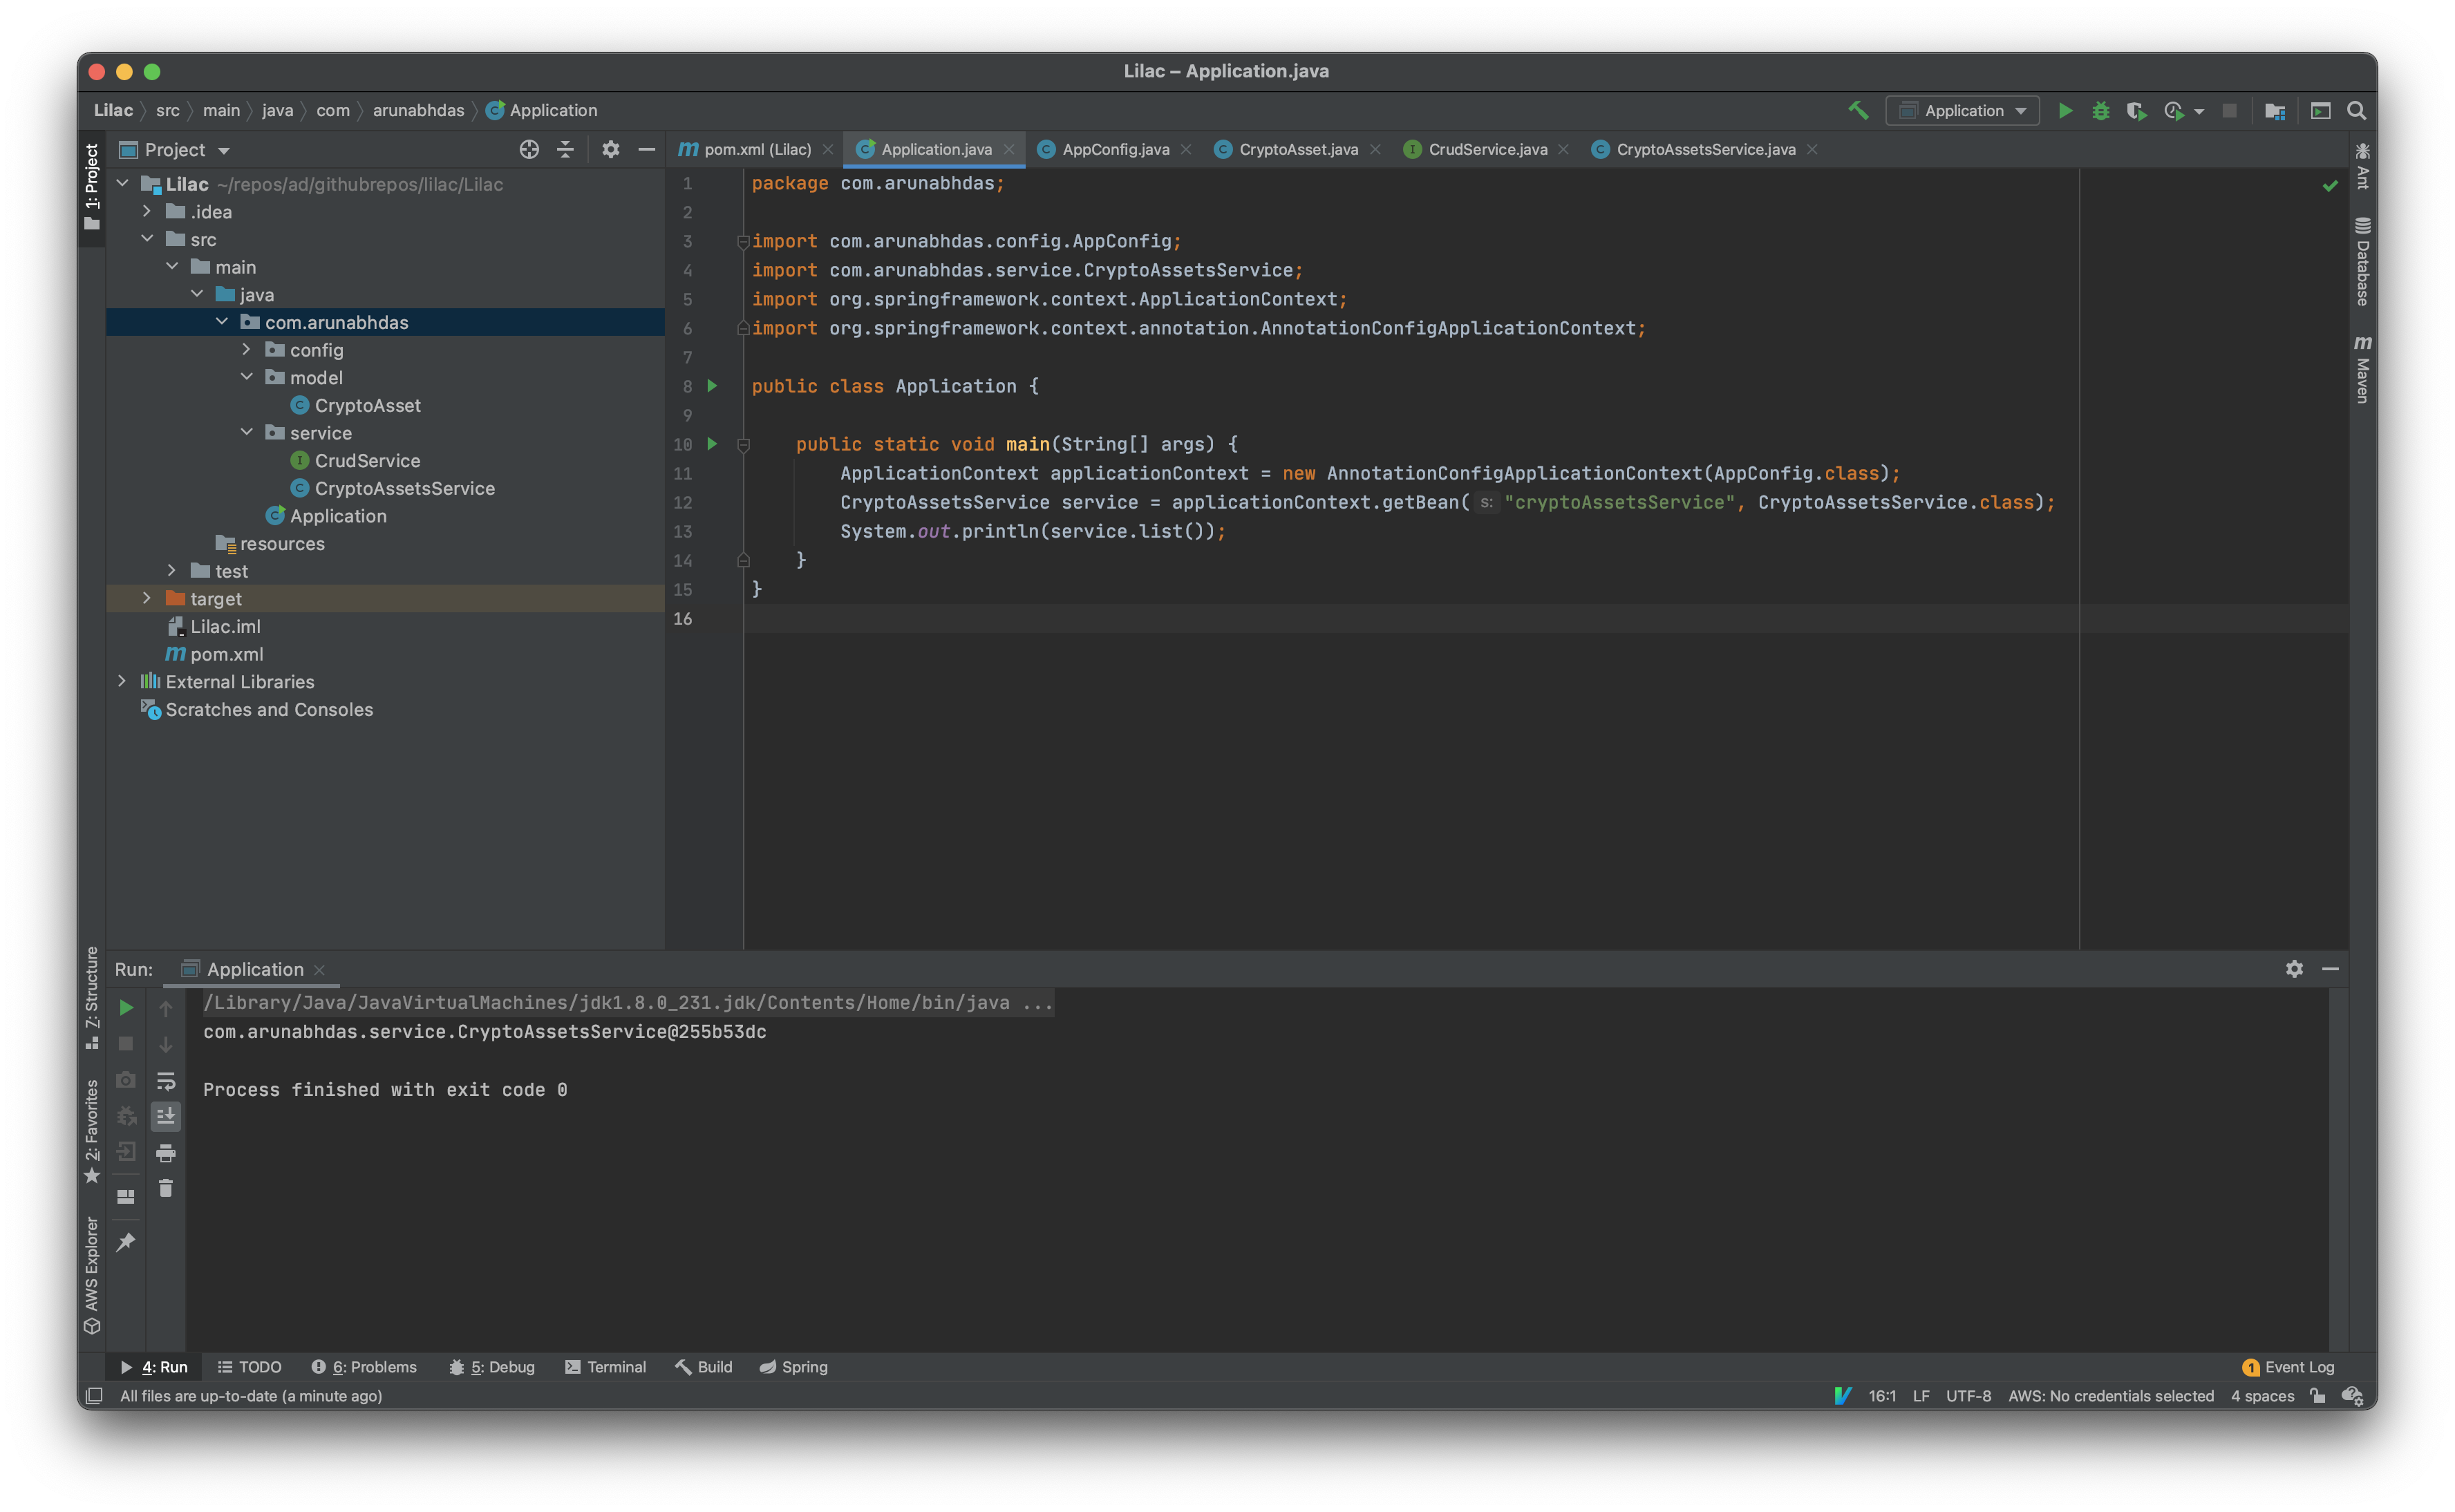 Lilac – Application.java
Lilac src main java com arunabhdas Application
Application
1: Project
Project
pom.xml (Lilac) Application.java AppConfig.java CryptoAsset.java CrudService.java CryptoAssetsService.java
Lilac ~/repos/ad/githubrepos/lilac/Lilac
.idea
src
main
java
com.arunabhdas
config
model
CryptoAsset
service
CrudService
CryptoAssetsService
Application
resources
test
target
Lilac.iml
pom.xml
External Libraries
Scratches and Consoles
1 package com.arunabhdas;
2
3 import com.arunabhdas.config.AppConfig;
4 import com.arunabhdas.service.CryptoAssetsService;
5 import org.springframework.context.ApplicationContext;
6 import org.springframework.context.annotation.AnnotationConfigApplicationContext;
7
8 public class Application {
9
10 public static void main(String[] args) {
11 ApplicationContext applicationContext = new AnnotationConfigApplicationContext(AppConfig.class);
12 CryptoAssetsService service = applicationContext.getBean( s: "cryptoAssetsService", CryptoAssetsService.class);
13 System.out.println(service.list());
14 }
15 }
16
Ant
Database
Maven
Z: Structure
2: Favorites
AWS Explorer
Run: Application
/Library/Java/JavaVirtualMachines/jdk1.8.0_231.jdk/Contents/Home/bin/java ...
com.arunabhdas.service.CryptoAssetsService@255b53dc
Process finished with exit code 0
4: Run TODO 6: Problems 5: Debug Terminal Build Spring 1 Event Log
All files are up-to-date (a minute ago) 16:1 LF UTF-8 AWS: No credentials selected 4 spaces